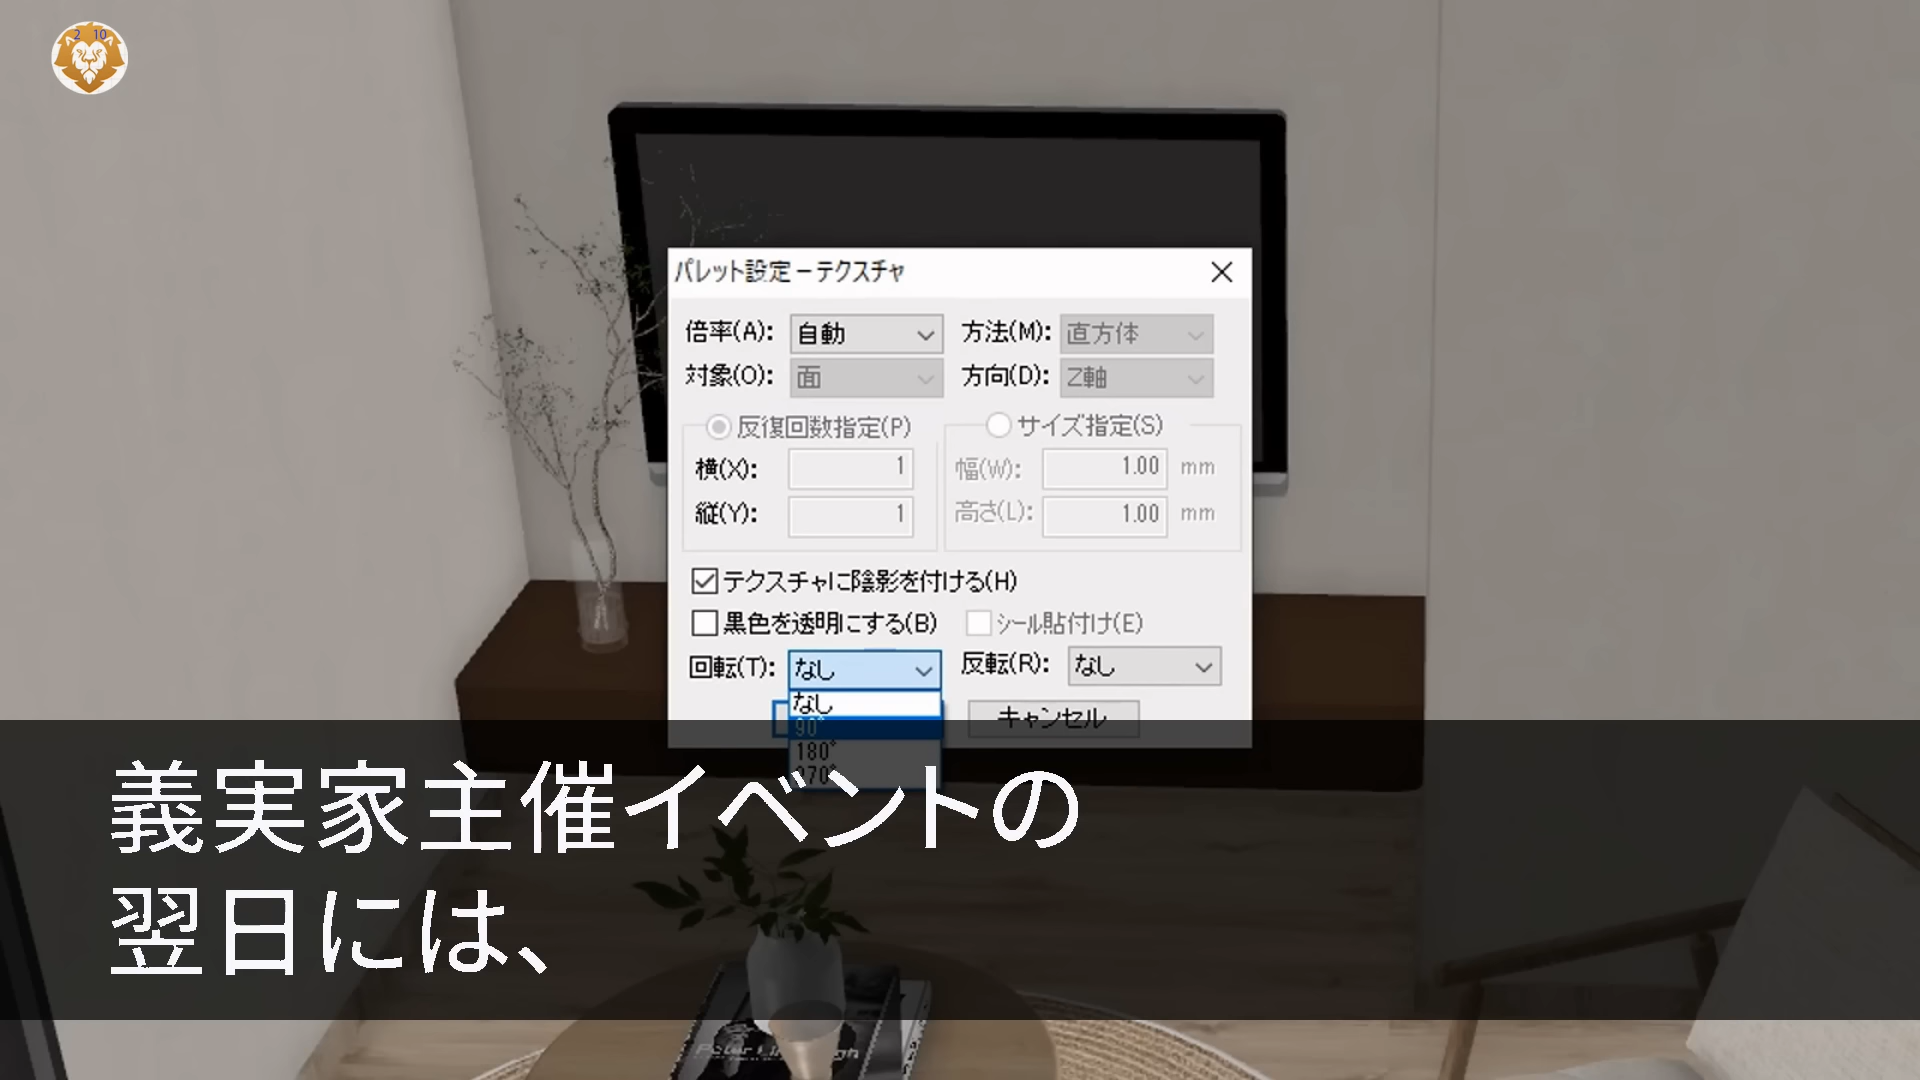 2 10
パレット設定 – テクスチャ
倍率(A): 自動 方法(M): 直方体
対象(O): 面 方向(D): Z軸
反復回数指定(P) サイズ指定(S)
横(X): 1 幅(W): 1.00 mm
縦(Y): 1 高さ(L): 1.00 mm
テクスチャに陰影を付ける(H)
黒色を透明にする(B) シール貼付け(E)
回転(T): なし 反転(R): なし
なし
90° キャンセル
180°
270°
義実家主催イベントの
翌日には、